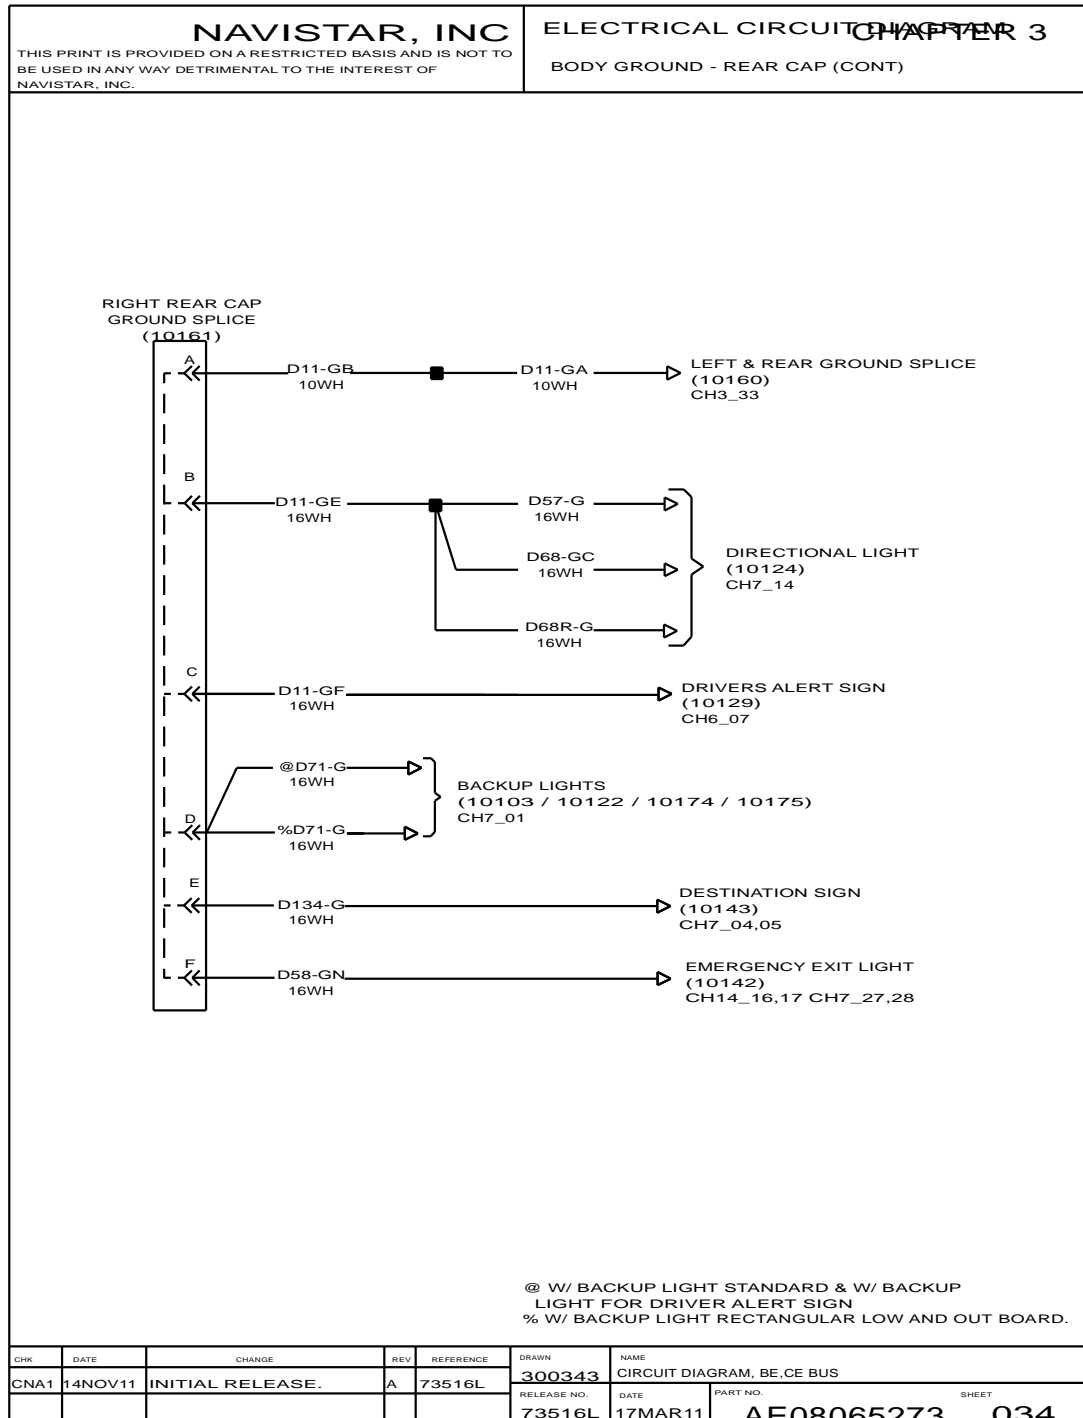 NAVISTAR, INC
THIS PRINT IS PROVIDED ON A RESTRICTED BASIS AND IS NOT TO
BE USED IN ANY WAY DETRIMENTAL TO THE INTEREST OF
NAVISTAR, INC.
ELECTRICAL CIRCUIT DIAGRAM
CHAPTER 3
BODY GROUND - REAR CAP (CONT)
RIGHT REAR CAP
GROUND SPLICE
(10161)
A
D11-GB
10WH
D11-GA
10WH
LEFT & REAR GROUND SPLICE
(10160)
CH3_33
B
D11-GE
16WH
D57-G
16WH
D68-GC
16WH
D68R-G
16WH
DIRECTIONAL LIGHT
(10124)
CH7_14
C
D11-GF
16WH
DRIVERS ALERT SIGN
(10129)
CH6_07
@D71-G
16WH
D
%D71-G
16WH
BACKUP LIGHTS
(10103 / 10122 / 10174 / 10175)
CH7_01
E
D134-G
16WH
DESTINATION SIGN
(10143)
CH7_04,05
F
D58-GN
16WH
EMERGENCY EXIT LIGHT
(10142)
CH14_16,17 CH7_27,28
@ W/ BACKUP LIGHT STANDARD & W/ BACKUP
LIGHT FOR DRIVER ALERT SIGN
% W/ BACKUP LIGHT RECTANGULAR LOW AND OUT BOARD.
CHK DATE CHANGE REV REFERENCE
CNA1 14NOV11 INITIAL RELEASE. A 73516L
DRAWN
300343
NAME
CIRCUIT DIAGRAM, BE,CE BUS
RELEASE NO.
73516L
DATE
17MAR11
PART NO.
AE08065273
SHEET
034